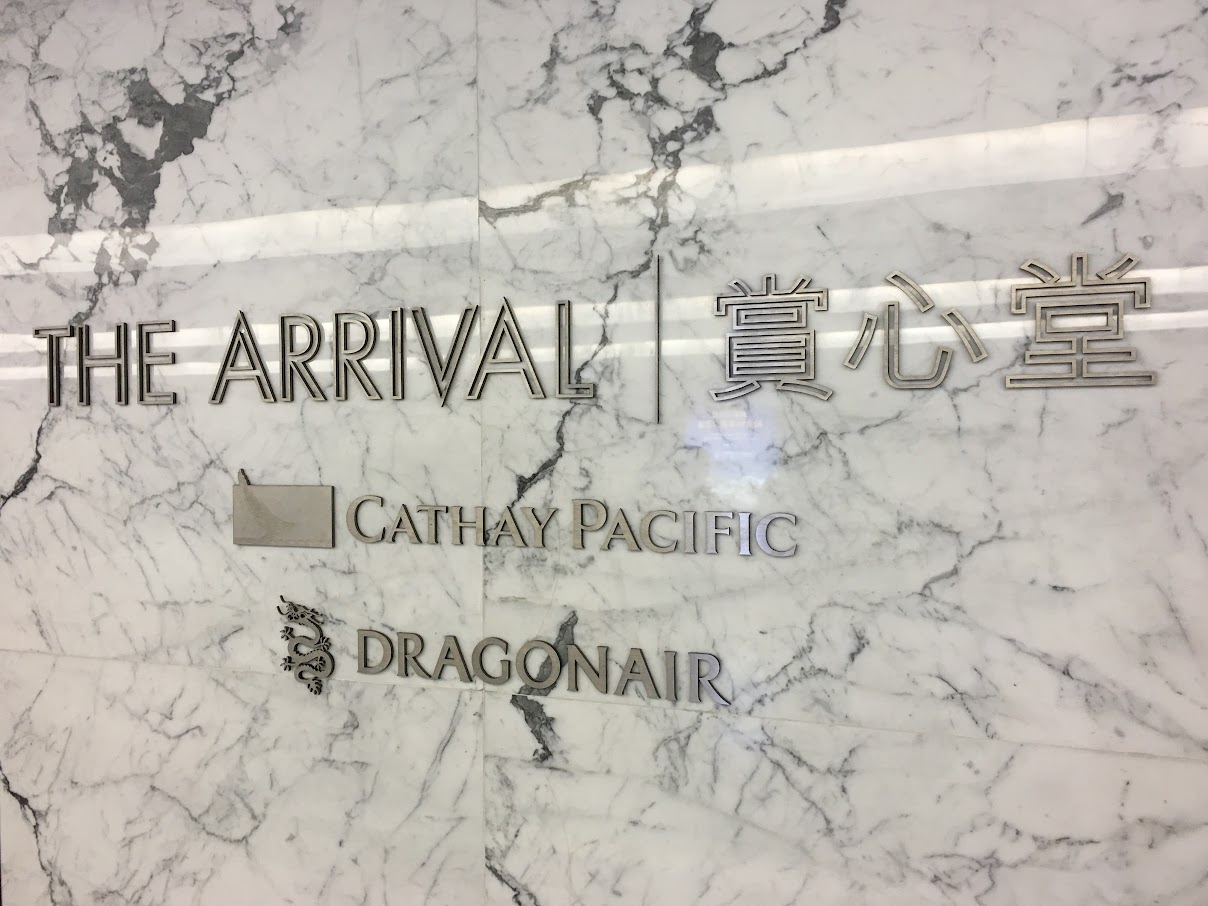 THE ARRIVAL | 賞心堂
CATHAY PACIFIC
DRAGONAIR